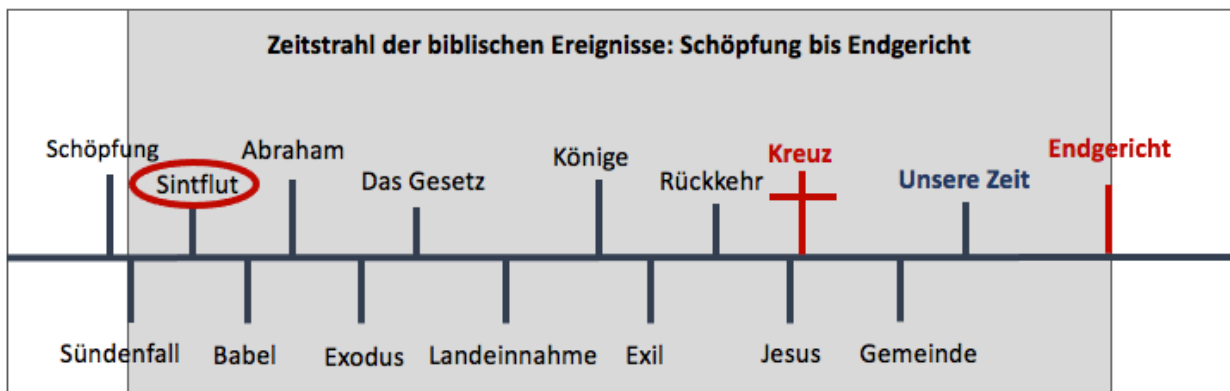 Zeitstrahl der biblischen Ereignisse: Schöpfung bis Endgericht
Schöpfung
Sintflut
Abraham
Das Gesetz
Könige
Rückkehr
Kreuz
Unsere Zeit
Endgericht
Sündenfall
Babel
Exodus
Landeinnahme
Exil
Jesus
Gemeinde